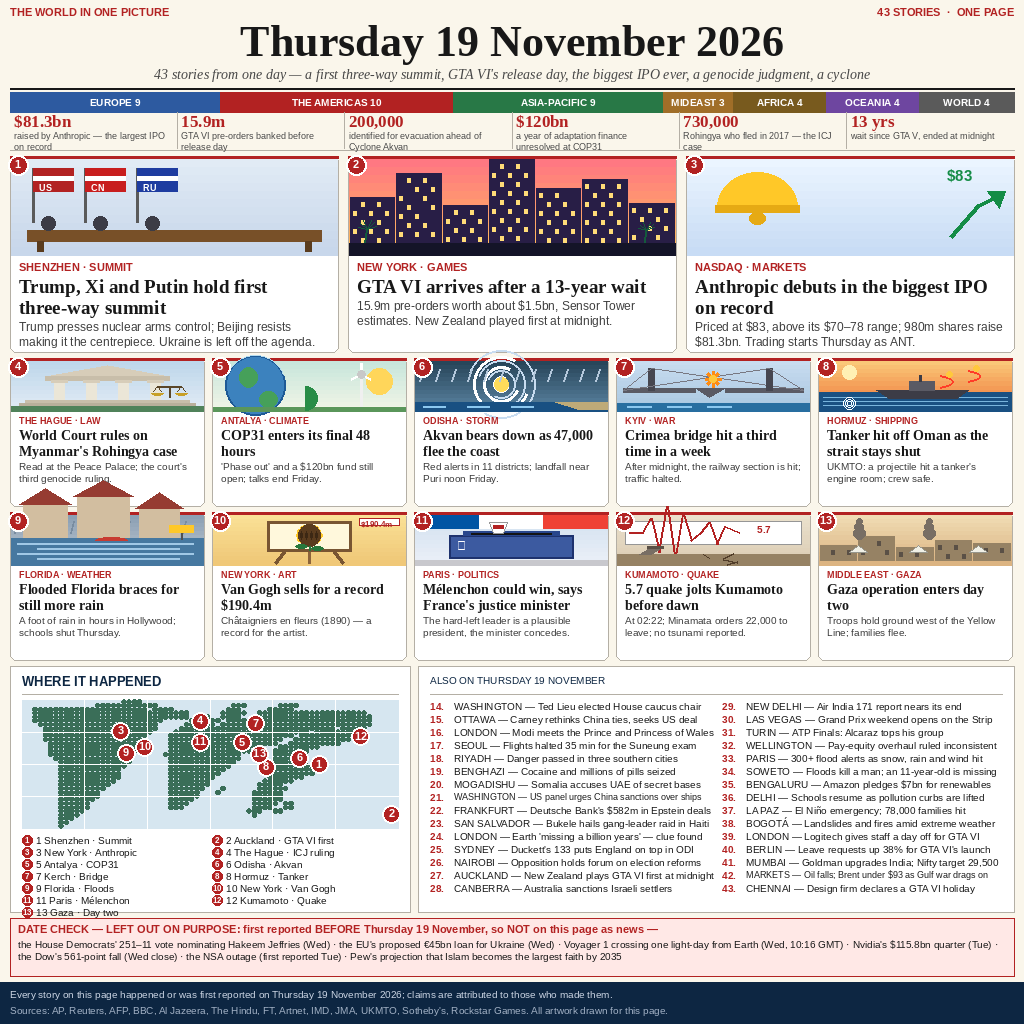 THE WORLD IN ONE PICTURE
43 STORIES · ONE PAGE
Thursday 19 November 2026
43 stories from one day — a first three-way summit, GTA VI's release day, the biggest IPO ever, a genocide judgment, a cyclone
EUROPE 9
THE AMERICAS 10
ASIA-PACIFIC 9
MIDEAST 3
AFRICA 4
OCEANIA 4
WORLD 4
$81.3bn
raised by Anthropic — the largest IPO
on record
15.9m
GTA VI pre-orders banked before
release day
200,000
identified for evacuation ahead of
Cyclone Akvan
$120bn
a year of adaptation finance
unresolved at COP31
730,000
Rohingya who fled in 2017 — the ICJ
case
13 yrs
wait since GTA V, ended at midnight
1
US CN RU
SHENZHEN · SUMMIT
Trump, Xi and Putin hold first
three-way summit
Trump presses nuclear arms control; Beijing resists
making it the centrepiece. Ukraine is left off the agenda.
2
NEW YORK · GAMES
GTA VI arrives after a 13-year wait
15.9m pre-orders worth about $1.5bn, Sensor Tower
estimates. New Zealand played first at midnight.
3
$83
NASDAQ · MARKETS
Anthropic debuts in the biggest IPO
on record
Priced at $83, above its $70–78 range; 980m shares raise
$81.3bn. Trading starts Thursday as ANT.
4
THE HAGUE · LAW
World Court rules on
Myanmar's Rohingya case
Read at the Peace Palace; the court's
third genocide ruling.
5
ANTALYA · CLIMATE
COP31 enters its final 48
hours
'Phase out' and a $120bn fund still
open; talks end Friday.
6
ODISHA · STORM
Akvan bears down as 47,000
flee the coast
Red alerts in 11 districts; landfall near
Puri noon Friday.
7
KYIV · WAR
Crimea bridge hit a third
time in a week
After midnight, the railway section is hit;
traffic halted.
8
HORMUZ · SHIPPING
Tanker hit off Oman as the
strait stays shut
UKMTO: a projectile hit a tanker's
engine room; crew safe.
9
FLORIDA · WEATHER
Flooded Florida braces for
still more rain
A foot of rain in hours in Hollywood;
schools shut Thursday.
10
$190.4m
NEW YORK · ART
Van Gogh sells for a record
$190.4m
Châtaigniers en fleurs (1890) — a
record for the artist.
11
PARIS · POLITICS
Mélenchon could win, says
France's justice minister
The hard-left leader is a plausible
president, the minister concedes.
12
5.7
KUMAMOTO · QUAKE
5.7 quake jolts Kumamoto
before dawn
At 02:22; Minamata orders 22,000 to
leave; no tsunami reported.
13
MIDDLE EAST · GAZA
Gaza operation enters day
two
Troops hold ground west of the Yellow
Line; families flee.
WHERE IT HAPPENED
3 9 10 4 11 7 5 13 8 6 1 12 2
1 1 Shenzhen · Summit
2 2 Auckland · GTA VI first
3 3 New York · Anthropic
4 4 The Hague · ICJ ruling
5 5 Antalya · COP31
6 6 Odisha · Akvan
7 7 Kerch · Bridge
8 8 Hormuz · Tanker
9 9 Florida · Floods
10 10 New York · Van Gogh
11 11 Paris · Mélenchon
12 12 Kumamoto · Quake
13 13 Gaza · Day two
ALSO ON THURSDAY 19 NOVEMBER
14. WASHINGTON — Ted Lieu elected House caucus chair
15. OTTAWA — Carney rethinks China ties, seeks US deal
16. LONDON — Modi meets the Prince and Princess of Wales
17. SEOUL — Flights halted 35 min for the Suneung exam
18. RIYADH — Danger passed in three southern cities
19. BENGHAZI — Cocaine and millions of pills seized
20. MOGADISHU — Somalia accuses UAE of secret bases
21. WASHINGTON — US panel urges China sanctions over ships
22. FRANKFURT — Deutsche Bank's $582m in Epstein deals
23. SAN SALVADOR — Bukele hails gang-leader raid in Haiti
24. LONDON — Earth 'missing a billion years' — clue found
25. SYDNEY — Duckett's 133 puts England on top in ODI
26. NAIROBI — Opposition holds forum on election reforms
27. AUCKLAND — New Zealand plays GTA VI first at midnight
28. CANBERRA — Australia sanctions Israeli settlers
29. NEW DELHI — Air India 171 report nears its end
30. LAS VEGAS — Grand Prix weekend opens on the Strip
31. TURIN — ATP Finals: Alcaraz tops his group
32. WELLINGTON — Pay-equity overhaul ruled inconsistent
33. PARIS — 300+ flood alerts as snow, rain and wind hit
34. SOWETO — Floods kill a man; an 11-year-old is missing
35. BENGALURU — Amazon pledges $7bn for renewables
36. DELHI — Schools resume as pollution curbs are lifted
37. LA PAZ — El Niño emergency; 78,000 families hit
38. BOGOTÁ — Landslides and fires amid extreme weather
39. LONDON — Logitech gives staff a day off for GTA VI
40. BERLIN — Leave requests up 38% for GTA VI's launch
41. MUMBAI — Goldman upgrades India; Nifty target 29,500
42. MARKETS — Oil falls; Brent under $93 as Gulf war drags on
43. CHENNAI — Design firm declares a GTA VI holiday
DATE CHECK — LEFT OUT ON PURPOSE: first reported BEFORE Thursday 19 November, so NOT on this page as news —
the House Democrats' 251–11 vote nominating Hakeem Jeffries (Wed) · the EU's proposed €45bn loan for Ukraine (Wed) · Voyager 1 crossing one light-day from Earth (Wed, 10:16 GMT) · Nvidia's $115.8bn quarter (Tue) ·
the Dow's 561-point fall (Wed close) · the NSA outage (first reported Tue) · Pew's projection that Islam becomes the largest faith by 2035
Every story on this page happened or was first reported on Thursday 19 November 2026; claims are attributed to those who made them.
Sources: AP, Reuters, AFP, BBC, Al Jazeera, The Hindu, FT, Artnet, IMD, JMA, UKMTO, Sotheby's, Rockstar Games. All artwork drawn for this page.